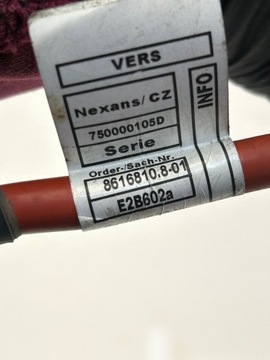 VERS
Nexans/CZ
750000105D
Serie
Order-/Sach-Nr.
8616810.8-01
E2B602a
INFO